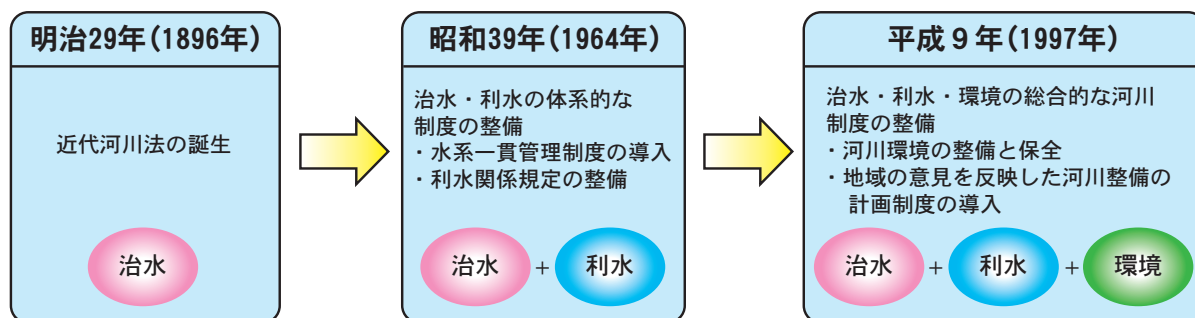 明治29年(1896年)
近代河川法の誕生
治水
昭和39年(1964年)
治水・利水の体系的な
制度の整備
・水系一貫管理制度の導入
・利水関係規定の整備
治水 + 利水
平成９年(1997年)
治水・利水・環境の総合的な河川
制度の整備
・河川環境の整備と保全
・地域の意見を反映した河川整備の
計画制度の導入
治水 + 利水 + 環境